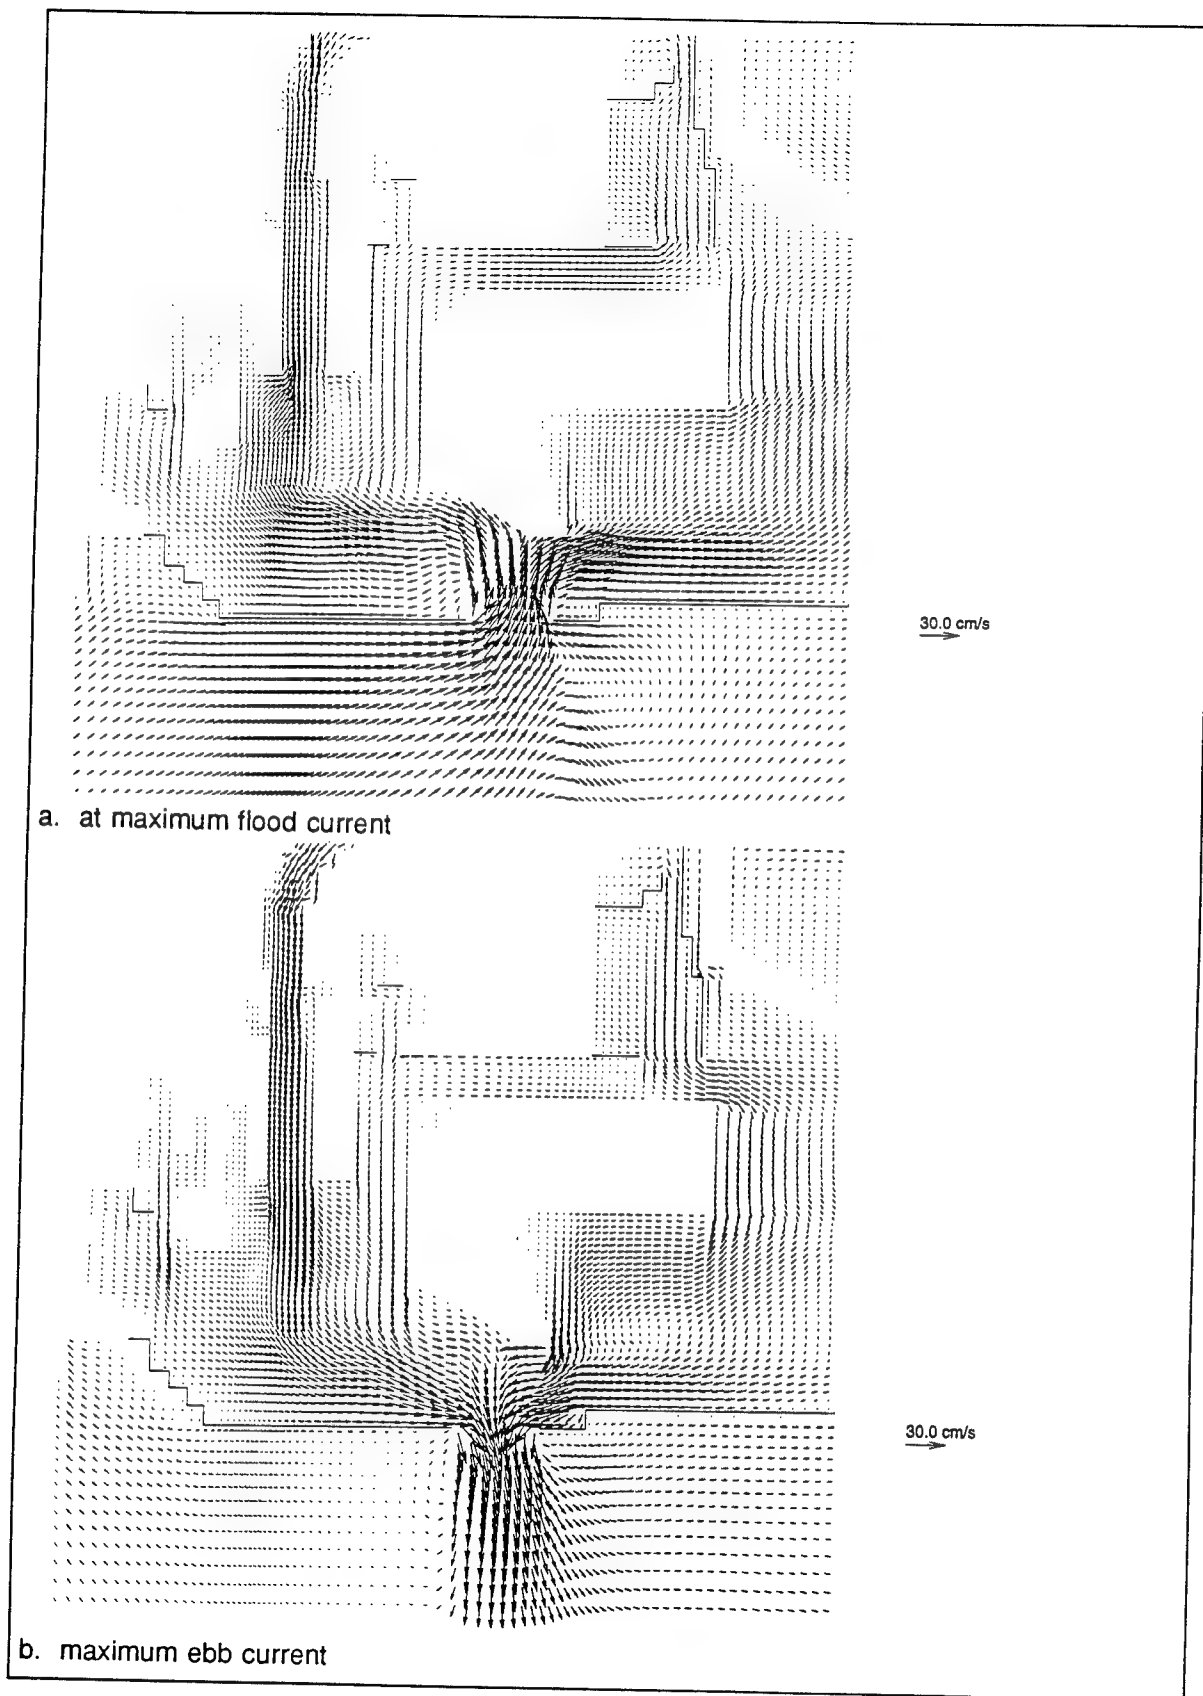 30.0 cm/s
a. at maximum flood current
30.0 cm/s
b. maximum ebb current